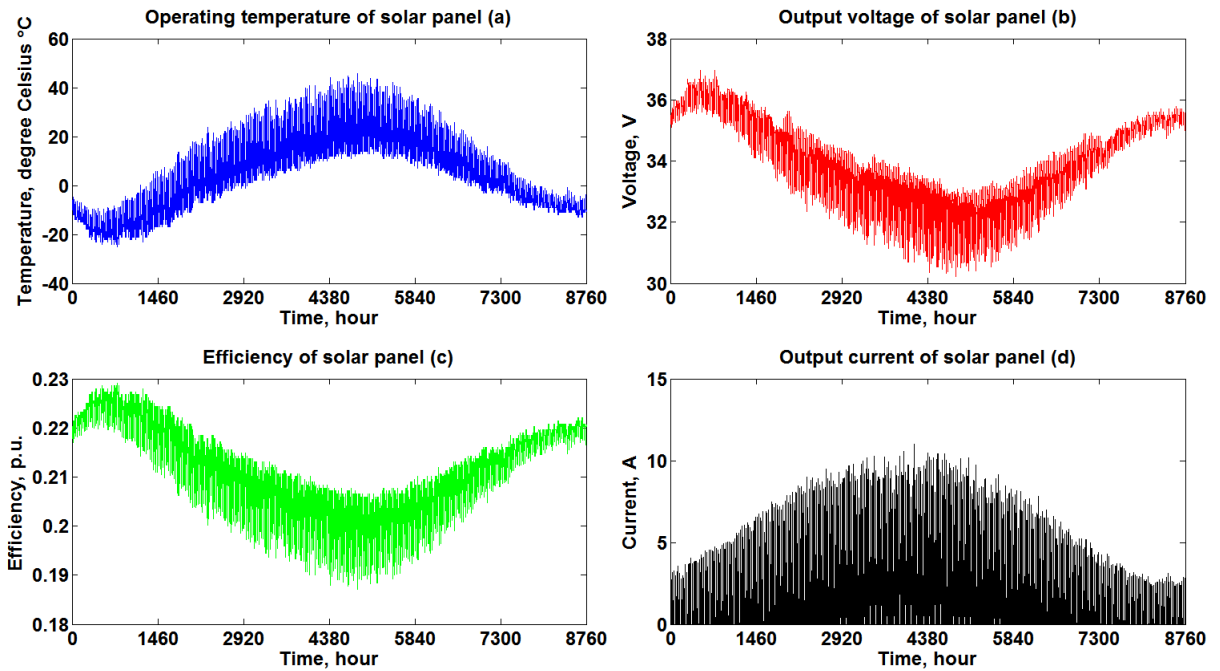 Operating temperature of solar panel (a)
Temperature, degree Celsius °C
60
40
20
0
-20
-40
0 1460 2920 4380 5840 7300 8760
Time, hour
Output voltage of solar panel (b)
Voltage, V
38
36
34
32
30
0 1460 2920 4380 5840 7300 8760
Time, hour
Efficiency of solar panel (c)
Efficiency, p.u.
0.23
0.22
0.21
0.2
0.19
0.18
0 1460 2920 4380 5840 7300 8760
Time, hour
Output current of solar panel (d)
Current, A
15
10
5
0
0 1460 2920 4380 5840 7300 8760
Time, hour